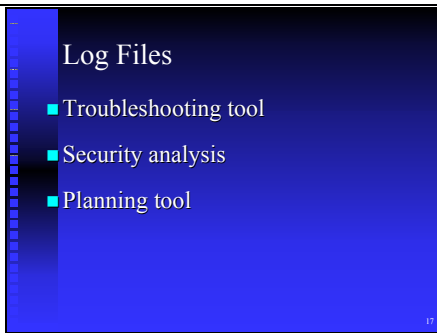 Log Files
Troubleshooting tool
Security analysis
Planning tool
17